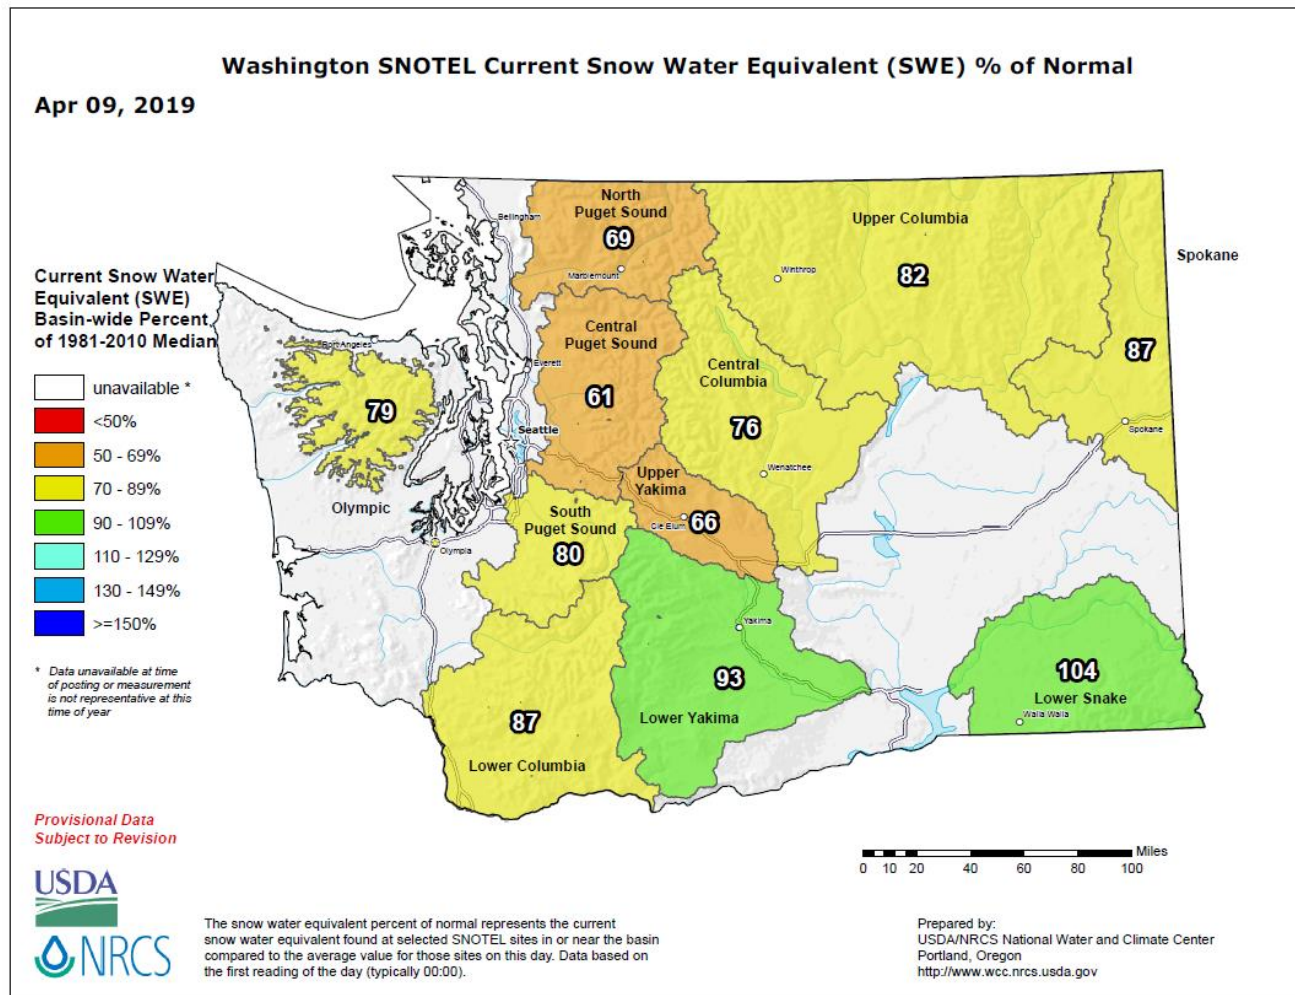 Washington SNOTEL Current Snow Water Equivalent (SWE) % of Normal
Apr 09, 2019
Current Snow Water
Equivalent (SWE)
Basin-wide Percent
of 1981-2010 Median
unavailable *
<50%
50 - 69%
70 - 89%
90 - 109%
110 - 129%
130 - 149%
>=150%
* Data unavailable at time
of posting or measurement
is not representative at this
time of year
Provisional Data
Subject to Revision
North
Puget Sound
69
Marblemount
Bellingham
Upper Columbia
82
Winthrop
Spokane
87
Spokane
Central
Puget Sound
61
Everett
Seattle
Central
Columbia
76
Wenatchee
Port Angeles
79
Olympic
Olympia
Upper
Yakima
66
Cle Elum
South
Puget Sound
80
Yakima
93
Lower Yakima
87
Lower Columbia
104
Lower Snake
Walla Walla
Miles
0 10 20 40 60 80 100
USDA
NRCS
The snow water equivalent percent of normal represents the current
snow water equivalent found at selected SNOTEL sites in or near the basin
compared to the average value for those sites on this day. Data based on
the first reading of the day (typically 00:00).
Prepared by:
USDA/NRCS National Water and Climate Center
Portland, Oregon
http://www.wcc.nrcs.usda.gov